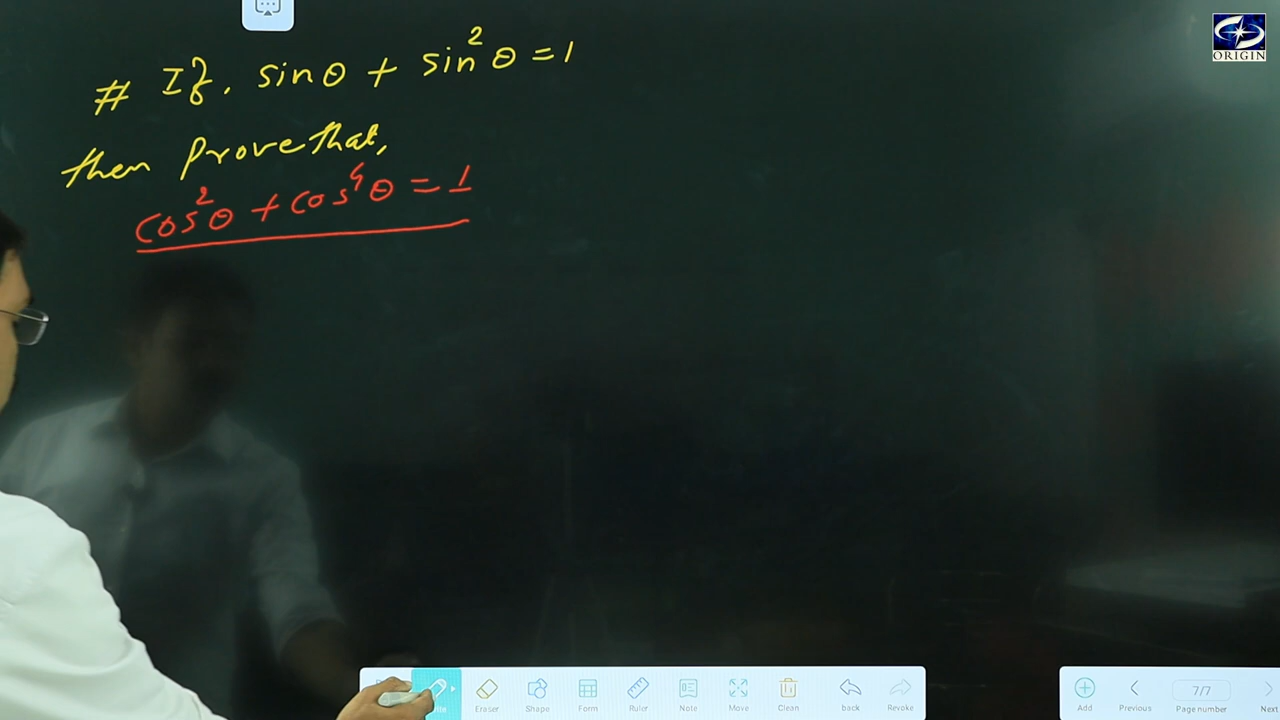 ORIGIN
# If. sinθ + sin²θ = 1
then prove that,
cos²θ + cos⁴θ = 1
Eraser Shape Form Ruler Note Move Clean back Revoke
Add Previous 7/7 Page number Next